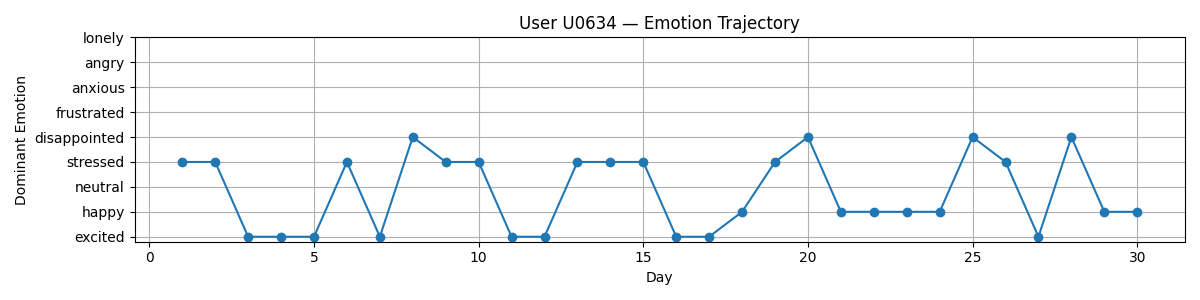 User U0634 — Emotion Trajectory
Dominant Emotion
lonely
angry
anxious
frustrated
disappointed
stressed
neutral
happy
excited
0 5 10 15 20 25 30
Day